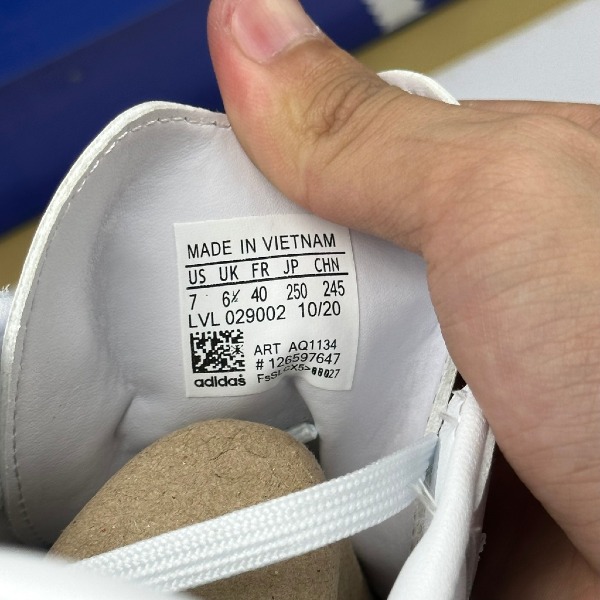 MADE IN VIETNAM
US UK FR JP CHN
7 6½ 40 250 245
LVL 029002 10/20
ART AQ1134
# 126597647
adidas